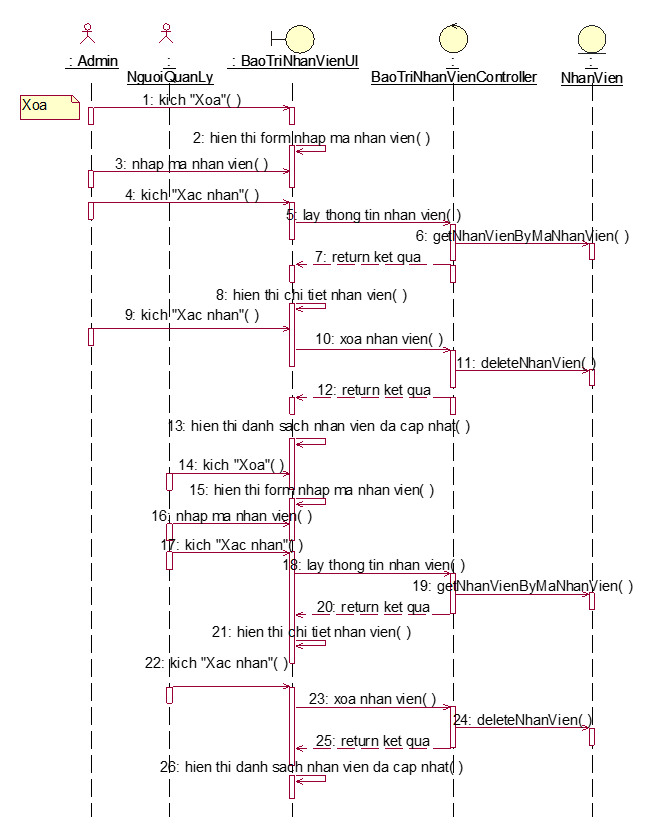 : Admin
:
NguoiQuanLy
: BaoTriNhanVienUI
:
BaoTriNhanVienController
:
NhanVien
Xoa
1: kich "Xoa"( )
2: hien thi form nhap ma nhan vien( )
3: nhap ma nhan vien( )
4: kich "Xac nhan"( )
5: lay thong tin nhan vien( )
6: getNhanVienByMaNhanVien( )
7: return ket qua
8: hien thi chi tiet nhan vien( )
9: kich "Xac nhan"( )
10: xoa nhan vien( )
11: deleteNhanVien( )
12: return ket qua
13: hien thi danh sach nhan vien da cap nhat( )
14: kich "Xoa"( )
15: hien thi form nhap ma nhan vien( )
16: nhap ma nhan vien( )
17: kich "Xac nhan"( )
18: lay thong tin nhan vien( )
19: getNhanVienByMaNhanVien( )
20: return ket qua
21: hien thi chi tiet nhan vien( )
22: kich "Xac nhan"( )
23: xoa nhan vien( )
24: deleteNhanVien( )
25: return ket qua
26: hien thi danh sach nhan vien da cap nhat( )